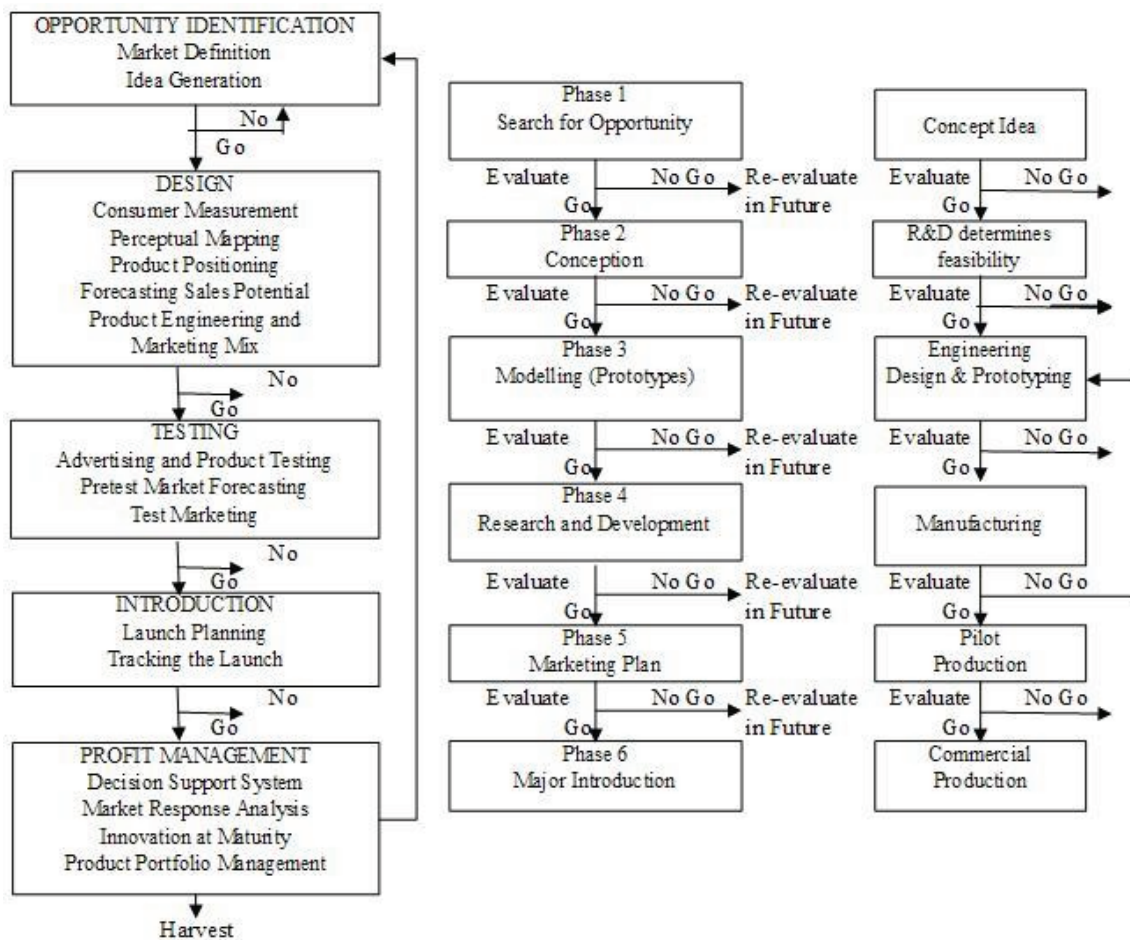 OPPORTUNITY IDENTIFICATION
Market Definition
Idea Generation
No
Go
DESIGN
Consumer Measurement
Perceptual Mapping
Product Positioning
Forecasting Sales Potential
Product Engineering and
Marketing Mix
No
Go
TESTING
Advertising and Product Testing
Pretest Market Forecasting
Test Marketing
No
Go
INTRODUCTION
Launch Planning
Tracking the Launch
No
Go
PROFIT MANAGEMENT
Decision Support System
Market Response Analysis
Innovation at Maturity
Product Portfolio Management
Harvest
Phase 1
Search for Opportunity
Evaluate No Go Re-evaluate
Go in Future
Phase 2
Conception
Evaluate No Go Re-evaluate
Go in Future
Phase 3
Modelling (Prototypes)
Evaluate No Go Re-evaluate
Go in Future
Phase 4
Research and Development
Evaluate No Go Re-evaluate
Go in Future
Phase 5
Marketing Plan
Evaluate No Go Re-evaluate
Go in Future
Phase 6
Major Introduction
Concept Idea
Evaluate No Go
Go
R&D determines
feasibility
Evaluate No Go
Go
Engineering
Design & Prototyping
Evaluate No Go
Go
Manufacturing
Evaluate No Go
Go
Pilot
Production
Evaluate No Go
Go
Commercial
Production